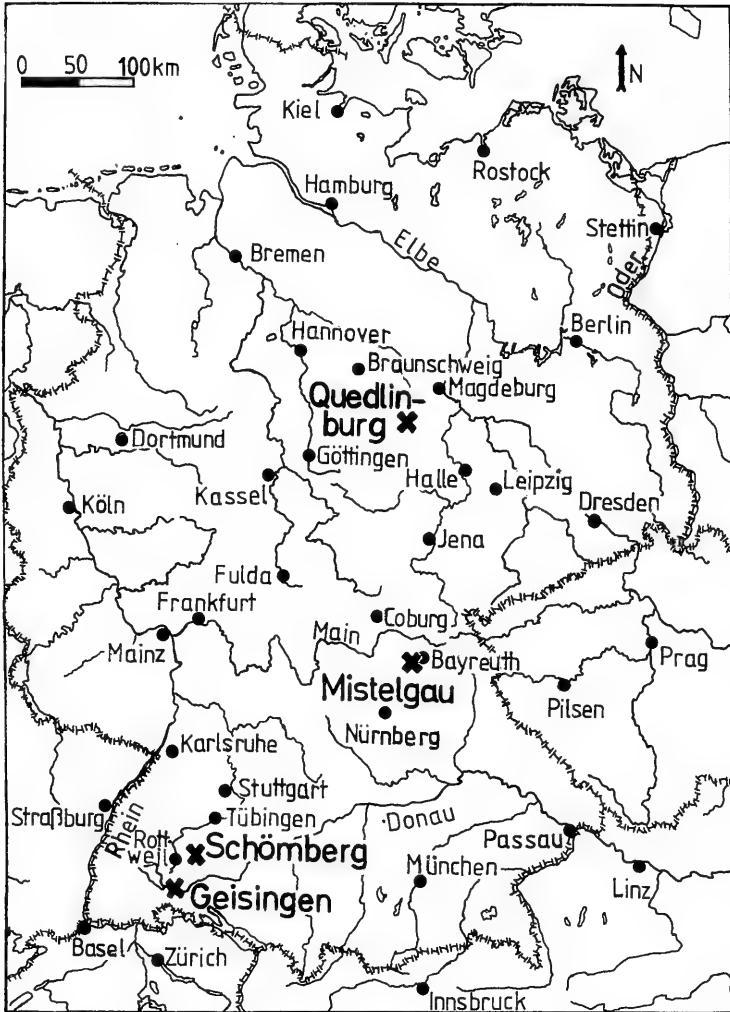 0 50 100km
N
Kiel
Rostock
Hamburg
Stettin
Elbe
Oder
Bremen
Berlin
Hannover
Braunschweig
Magdeburg
Quedlin-
burg
Dortmund
Göttingen
Halle
Leipzig
Kassel
Köln
Dresden
Jena
Fulda
Frankfurt
Main
Coburg
Mainz
Bayreuth
Prag
Mistelgau
Pilsen
Nürnberg
Karlsruhe
Stuttgart
Straßburg
Rhein
Tübingen
Donau
Passau
Rott-
weil
Schömberg
München
Linz
Geisingen
Basel
Zürich
Innsbruck